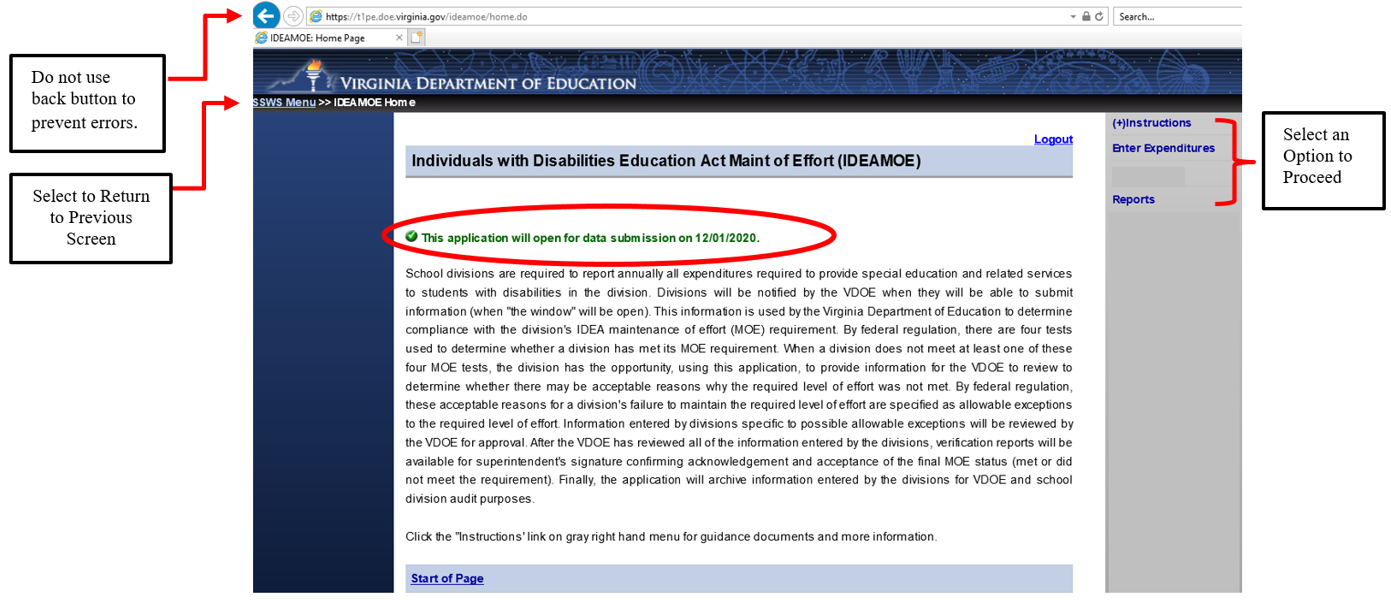 https://t1pe.doe.virginia.gov/ideamoe/home.do
Search...
IDEAMOE: Home Page
Do not use
back button to
prevent errors.
VIRGINIA DEPARTMENT OF EDUCATION
SSWS Menu >> IDEAMOE Home
Select to Return
to Previous
Screen
Logout
Individuals with Disabilities Education Act Maint of Effort (IDEAMOE)
This application will open for data submission on 12/01/2020.
School divisions are required to report annually all expenditures required to provide special education and related services
to students with disabilities in the division. Divisions will be notified by the VDOE when they will be able to submit
information (when "the window" will be open). This information is used by the Virginia Department of Education to determine
compliance with the division's IDEA maintenance of effort (MOE) requirement. By federal regulation, there are four tests
used to determine whether a division has met its MOE requirement. When a division does not meet at least one of these
four MOE tests, the division has the opportunity, using this application, to provide information for the VDOE to review to
determine whether there may be acceptable reasons why the required level of effort was not met. By federal regulation,
these acceptable reasons for a division's failure to maintain the required level of effort are specified as allowable exceptions
to the required level of effort. Information entered by divisions specific to possible allowable exceptions will be reviewed by
the VDOE for approval. After the VDOE has reviewed all of the information entered by the divisions, verification reports will be
available for superintendent's signature confirming acknowledgement and acceptance of the final MOE status (met or did
not meet the requirement). Finally, the application will archive information entered by the divisions for VDOE and school
division audit purposes.
Click the "Instructions' link on gray right hand menu for guidance documents and more information.
Start of Page
(+)Instructions
Enter Expenditures
Reports
Select an
Option to
Proceed